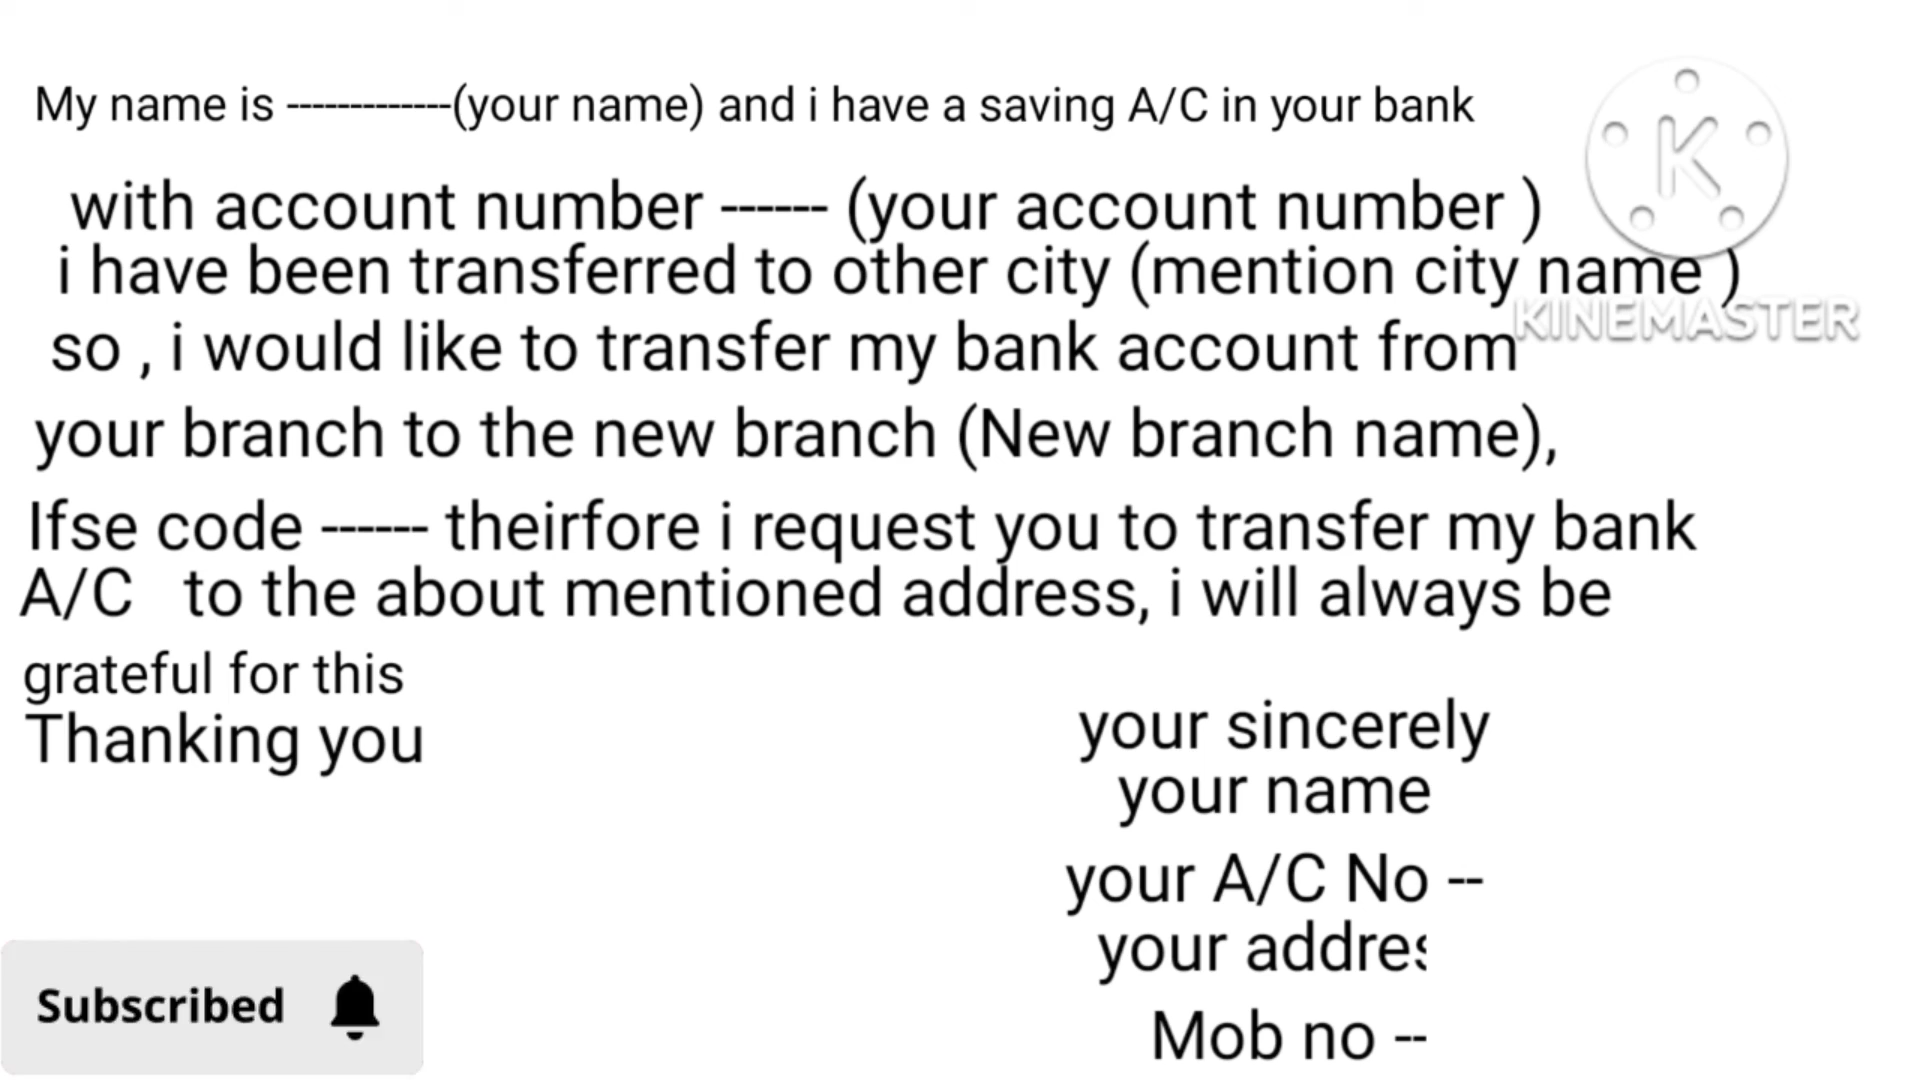 My name is -------------(your name) and i have a saving A/C in your bank
with account number ------ (your account number )
i have been transferred to other city (mention city name )
KINEMASTER
so , i would like to transfer my bank account from
your branch to the new branch (New branch name),
Ifse code ------ theirfore i request you to transfer my bank
A/C to the about mentioned address, i will always be
grateful for this
Thanking you
your sincerely
your name
your A/C No --
your addres
Mob no --
Subscribed